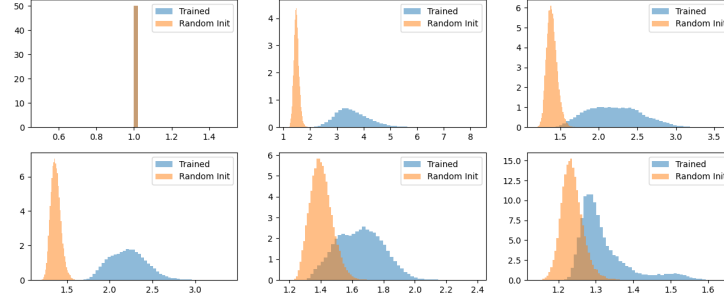 50
40
30
20
10
0
0.6 0.8 1.0 1.2 1.4
Trained
Random Init
4
3
2
1
0
1 2 3 4 5 6 7 8
Trained
Random Init
6
5
4
3
2
1
0
1.5 2.0 2.5 3.0 3.5
Trained
Random Init
6
4
2
0
1.5 2.0 2.5 3.0
Trained
Random Init
6
5
4
3
2
1
0
1.2 1.4 1.6 1.8 2.0 2.2 2.4
Trained
Random Init
15.0
12.5
10.0
7.5
5.0
2.5
0.0
1.2 1.3 1.4 1.5 1.6
Trained
Random Init